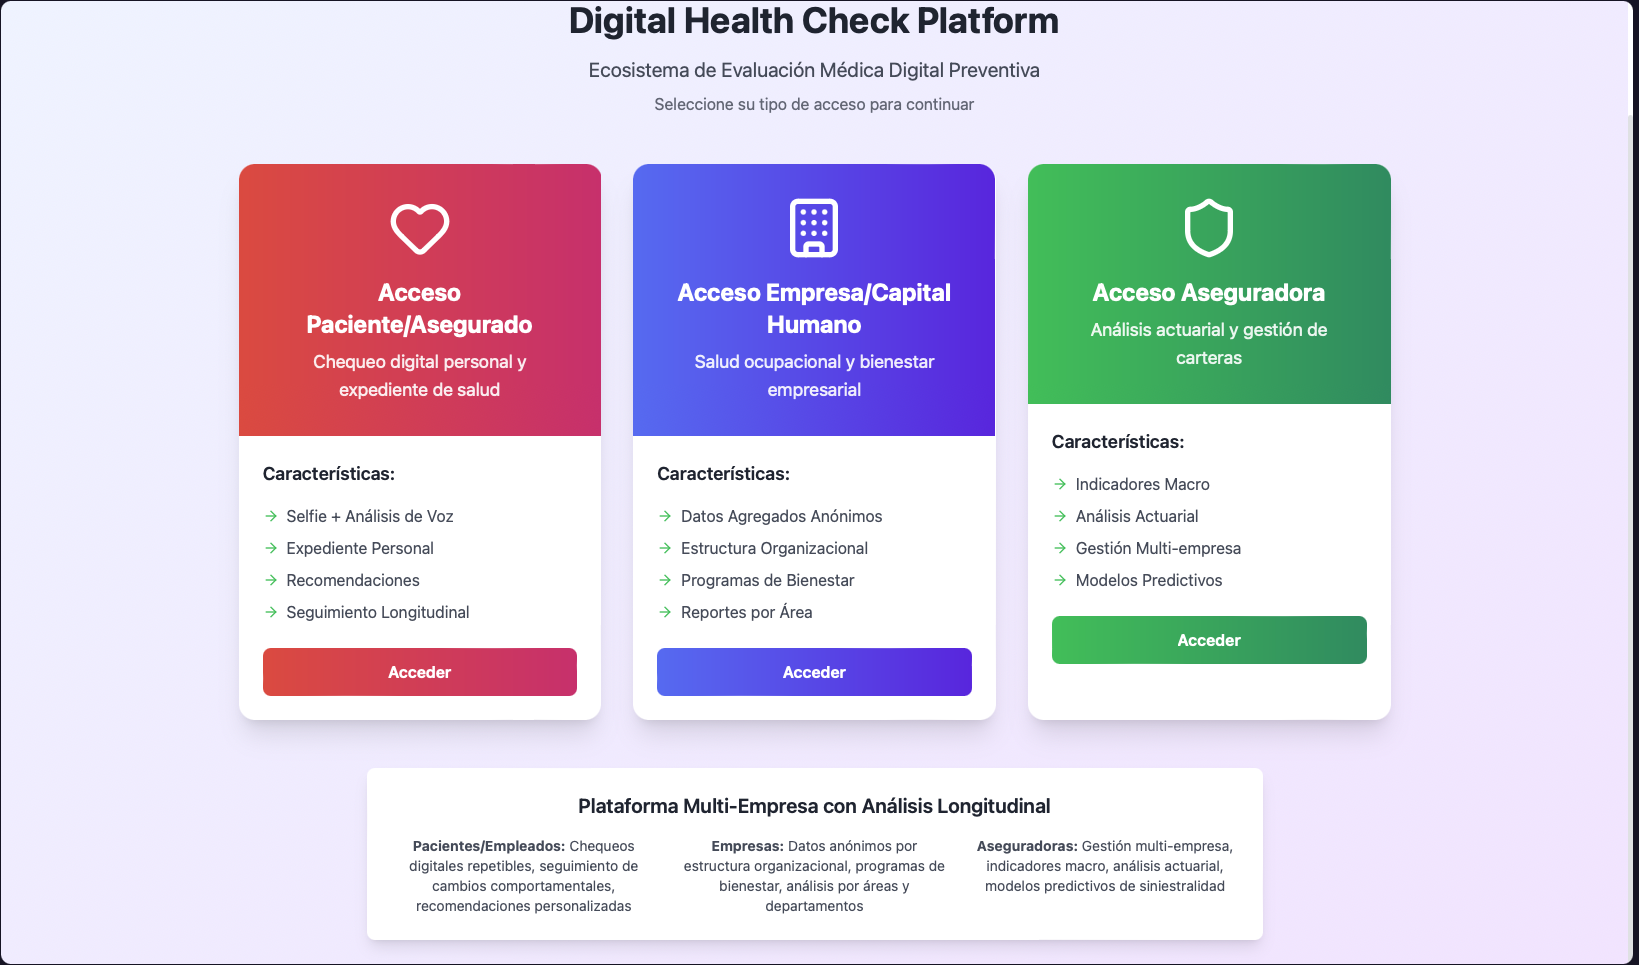 Digital Health Check Platform
Ecosistema de Evaluación Médica Digital Preventiva
Seleccione su tipo de acceso para continuar
Acceso
Paciente/Asegurado
Chequeo digital personal y
expediente de salud
Características:
Selfie + Análisis de Voz
Expediente Personal
Recomendaciones
Seguimiento Longitudinal
Acceder
Acceso Empresa/Capital
Humano
Salud ocupacional y bienestar
empresarial
Características:
Datos Agregados Anónimos
Estructura Organizacional
Programas de Bienestar
Reportes por Área
Acceder
Acceso Aseguradora
Análisis actuarial y gestión de
carteras
Características:
Indicadores Macro
Análisis Actuarial
Gestión Multi-empresa
Modelos Predictivos
Acceder
Plataforma Multi-Empresa con Análisis Longitudinal
Pacientes/Empleados: Chequeos
digitales repetibles, seguimiento de
cambios comportamentales,
recomendaciones personalizadas
Empresas: Datos anónimos por
estructura organizacional, programas de
bienestar, análisis por áreas y
departamentos
Aseguradoras: Gestión multi-empresa,
indicadores macro, análisis actuarial,
modelos predictivos de siniestralidad